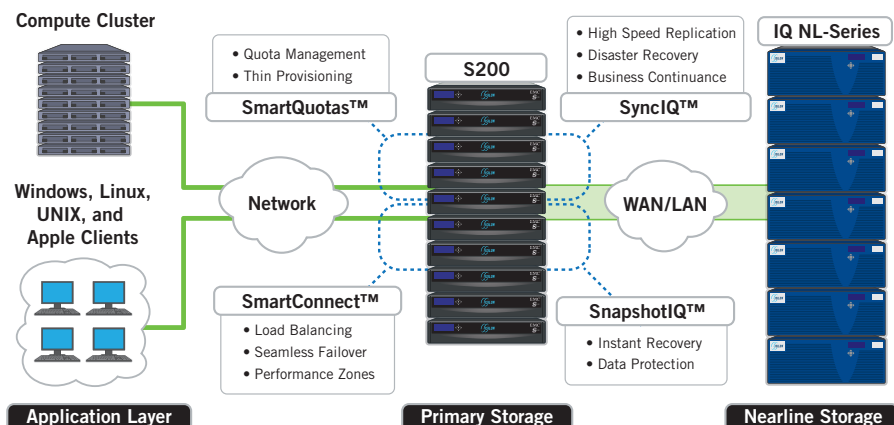 Compute Cluster
• Quota Management
• Thin Provisioning
SmartQuotas™
S200
• High Speed Replication
• Disaster Recovery
• Business Continuance
SyncIQ™
IQ NL-Series
Windows, Linux,
UNIX, and
Apple Clients
Network
WAN/LAN
SmartConnect™
• Load Balancing
• Seamless Failover
• Performance Zones
SnapshotIQ™
• Instant Recovery
• Data Protection
Application Layer
Primary Storage
Nearline Storage